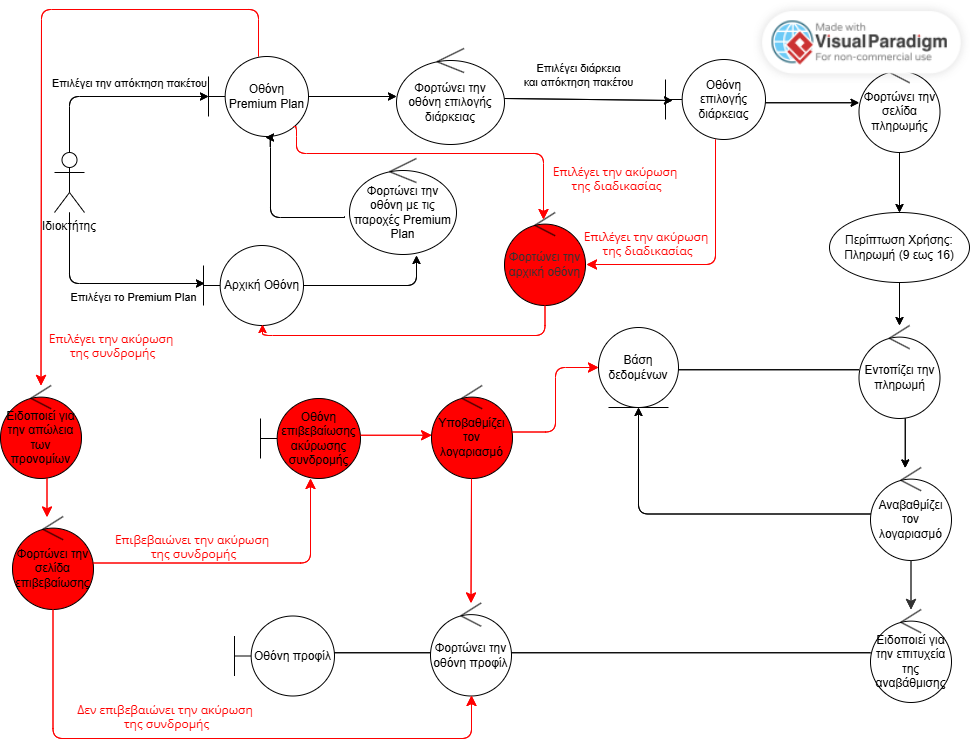 Made with
VisualParadigm
For non-commercial use
Επιλέγει την απόκτηση πακέτου
Οθόνη
Premium Plan
Φορτώνει την
οθόνη επιλογής
διάρκειας
Επιλέγει διάρκεια
και απόκτηση πακέτου
Οθόνη
επιλογής
διάρκειας
Φορτώνει την
σελίδα
πληρωμής
Ιδιοκτήτης
Φορτώνει την
οθόνη με τις
παροχές Premium
Plan
Επιλέγει την ακύρωση
της διαδικασίας
Επιλέγει την ακύρωση
της διαδικασίας
Φορτώνει την
αρχική οθόνη
Περίπτωση Χρήσης:
Πληρωμή (9 εως 16)
Επιλέγει το Premium Plan
Αρχική Οθόνη
Επιλέγει την ακύρωση
της συνδρομής
Βάση
δεδομένων
Εντοπίζει την
πληρωμή
Ειδοποιεί για
την απώλεια
των
προνομίων
Οθόνη
επιβεβαίωσης
ακύρωσης
συνδρομής
Υποβαθμίζει
τον
λογαριασμό
Αναβαθμίζει
τον
λογαριασμό
Επιβεβαιώνει την ακύρωση
της συνδρομής
Φορτώνει την
σελίδα
επιβεβαίωσης
Οθόνη προφίλ
Φορτώνει την
οθόνη προφίλ
Ειδοποιεί για
την επιτυχεία
της
αναβάθμισης
Δεν επιβεβαιώνει την ακύρωση
της συνδρομής